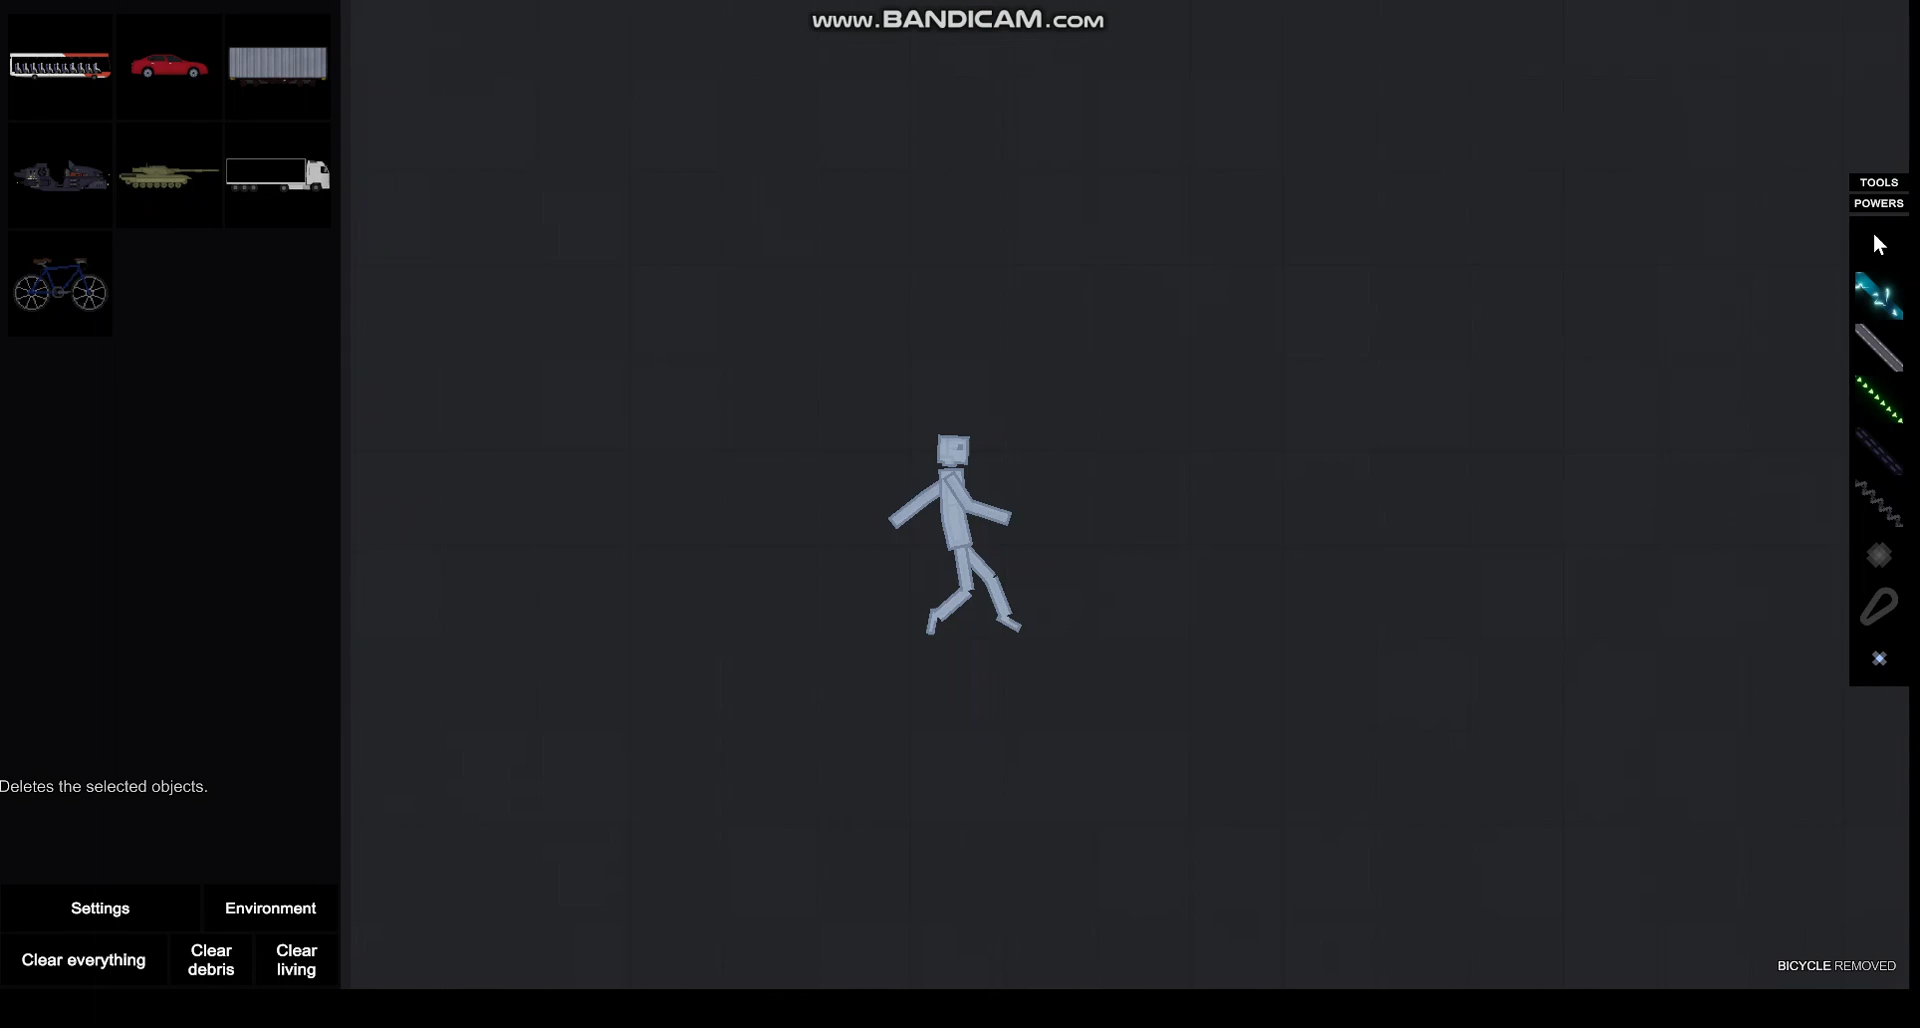 www.BANDICAM.com
TOOLS
POWERS
Deletes the selected objects.
Settings
Environment
Clear everything
Clear
debris
Clear
living
BICYCLE REMOVED